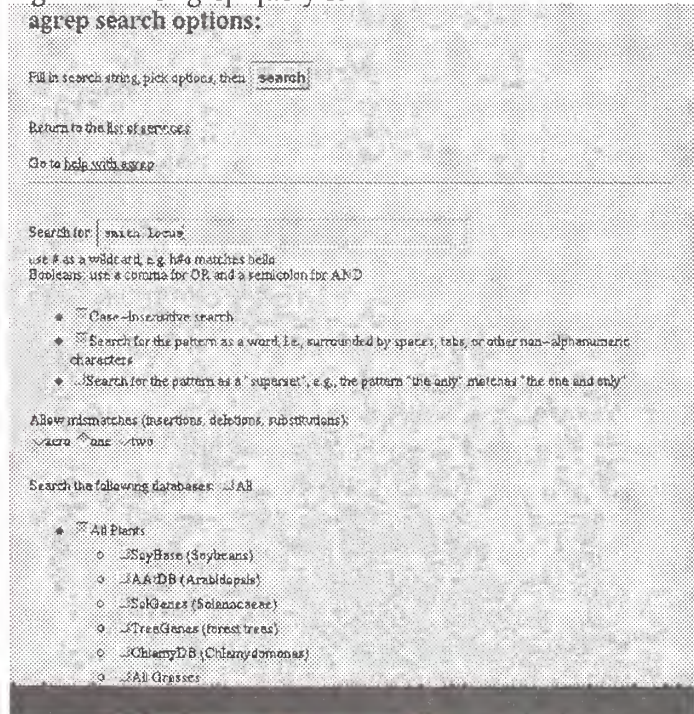 agrep search options:
Fill in search string, pick options, then search
Return to the list of services
Go to help with agrep
Search for locus
use # as a wildcard, e.g. h#o matches hello
Booleans: use a comma for OR and a semicolon for AND
Case-insensitive search
Search for the pattern as a word, i.e., surrounded by spaces, tabs, or other non-alphanumeric
characters
Search for the pattern as a "superset", e.g., the pattern "the only" matches "the one and only"
Allow mismatches (insertions, deletions, substitutions):
zero one two
Search the following databases: All
All Plants
SoyBase (Soybeans)
AAtDB (Arabidopsis)
SolGenes (Solanaceae)
TreeGenes (forest trees)
ChlamyDB (Chlamydomonas)
All Grasses